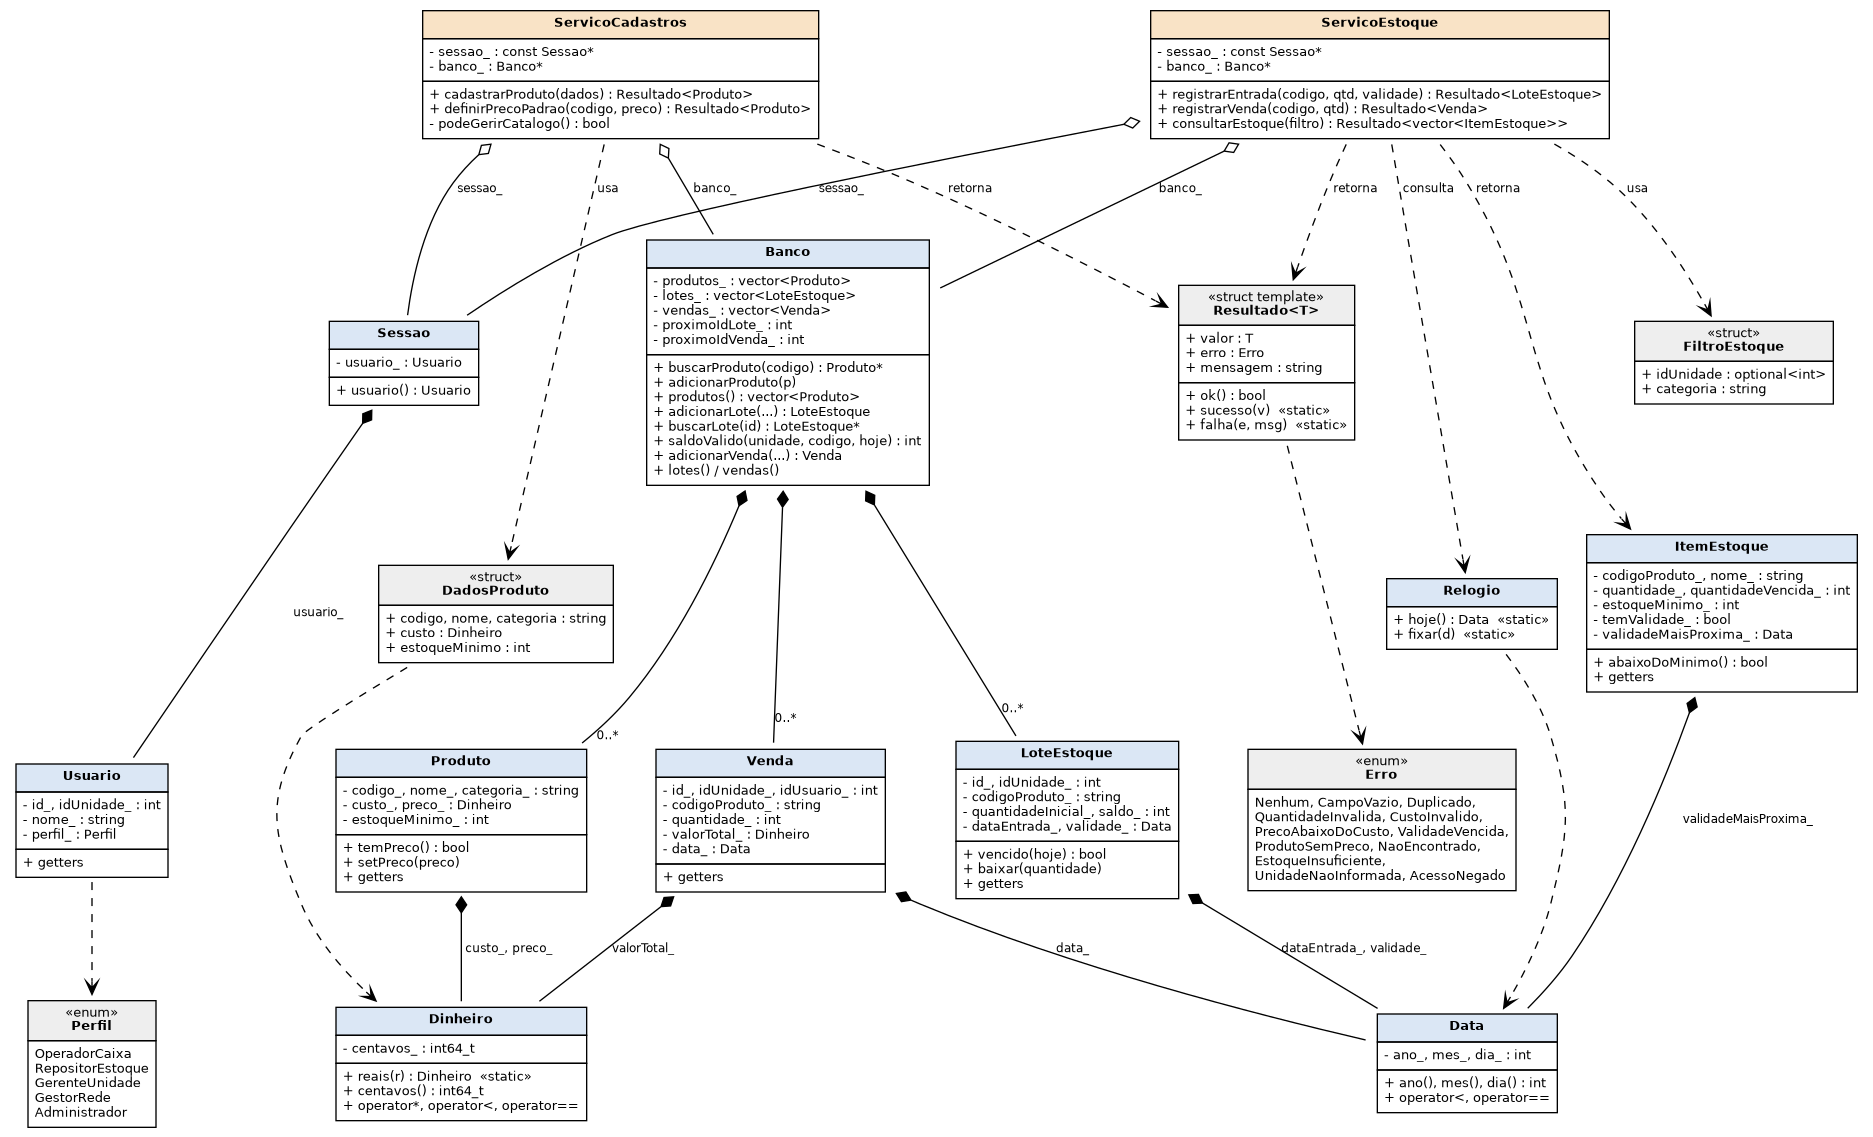 ServicoCadastros
- sessao_ : const Sessao*
- banco_ : Banco*
+ cadastrarProduto(dados) : Resultado<Produto>
+ definirPrecoPadrao(codigo, preco) : Resultado<Produto>
- podeGerirCatalogo() : bool
ServicoEstoque
- sessao_ : const Sessao*
- banco_ : Banco*
+ registrarEntrada(codigo, qtd, validade) : Resultado<LoteEstoque>
+ registrarVenda(codigo, qtd) : Resultado<Venda>
+ consultarEstoque(filtro) : Resultado<vector<ItemEstoque>>
sessao_
usa
banco_
sessao_
retorna
banco_
retorna
consulta
retorna
usa
Banco
- produtos_ : vector<Produto>
- lotes_ : vector<LoteEstoque>
- vendas_ : vector<Venda>
- proximoIdLote_ : int
- proximoIdVenda_ : int
+ buscarProduto(codigo) : Produto*
+ adicionarProduto(p)
+ produtos() : vector<Produto>
+ adicionarLote(...) : LoteEstoque
+ buscarLote(id) : LoteEstoque*
+ saldoValido(unidade, codigo, hoje) : int
+ adicionarVenda(...) : Venda
+ lotes() / vendas()
Sessao
- usuario_ : Usuario
+ usuario() : Usuario
«struct template»
Resultado<T>
+ valor : T
+ erro : Erro
+ mensagem : string
+ ok() : bool
+ sucesso(v)  «static»
+ falha(e, msg)  «static»
«struct»
FiltroEstoque
+ idUnidade : optional<int>
+ categoria : string
«struct»
DadosProduto
+ codigo, nome, categoria : string
+ custo : Dinheiro
+ estoqueMinimo : int
usuario_
Relogio
+ hoje() : Data  «static»
+ fixar(d)  «static»
ItemEstoque
- codigoProduto_, nome_ : string
- quantidade_, quantidadeVencida_ : int
- estoqueMinimo_ : int
- temValidade_ : bool
- validadeMaisProxima_ : Data
+ abaixoDoMinimo() : bool
+ getters
0..*
0..*
0..*
Usuario
- id_, idUnidade_ : int
- nome_ : string
- perfil_ : Perfil
+ getters
Produto
- codigo_, nome_, categoria_ : string
- custo_, preco_ : Dinheiro
- estoqueMinimo_ : int
+ temPreco() : bool
+ setPreco(preco)
+ getters
Venda
- id_, idUnidade_, idUsuario_ : int
- codigoProduto_ : string
- quantidade_ : int
- valorTotal_ : Dinheiro
- data_ : Data
+ getters
LoteEstoque
- id_, idUnidade_ : int
- codigoProduto_ : string
- quantidadeInicial_, saldo_ : int
- dataEntrada_, validade_ : Data
+ vencido(hoje) : bool
+ baixar(quantidade)
+ getters
«enum»
Erro
Nenhum, CampoVazio, Duplicado,
QuantidadeInvalida, CustoInvalido,
PrecoAbaixoDoCusto, ValidadeVencida,
ProdutoSemPreco, NaoEncontrado,
EstoqueInsuficiente,
UnidadeNaoInformada, AcessoNegado
validadeMaisProxima_
custo_, preco_
valorTotal_
data_
dataEntrada_, validade_
«enum»
Perfil
OperadorCaixa
RepositorEstoque
GerenteUnidade
GestorRede
Administrador
Dinheiro
- centavos_ : int64_t
+ reais(r) : Dinheiro  «static»
+ centavos() : int64_t
+ operator*, operator<, operator==
Data
- ano_, mes_, dia_ : int
+ ano(), mes(), dia() : int
+ operator<, operator==